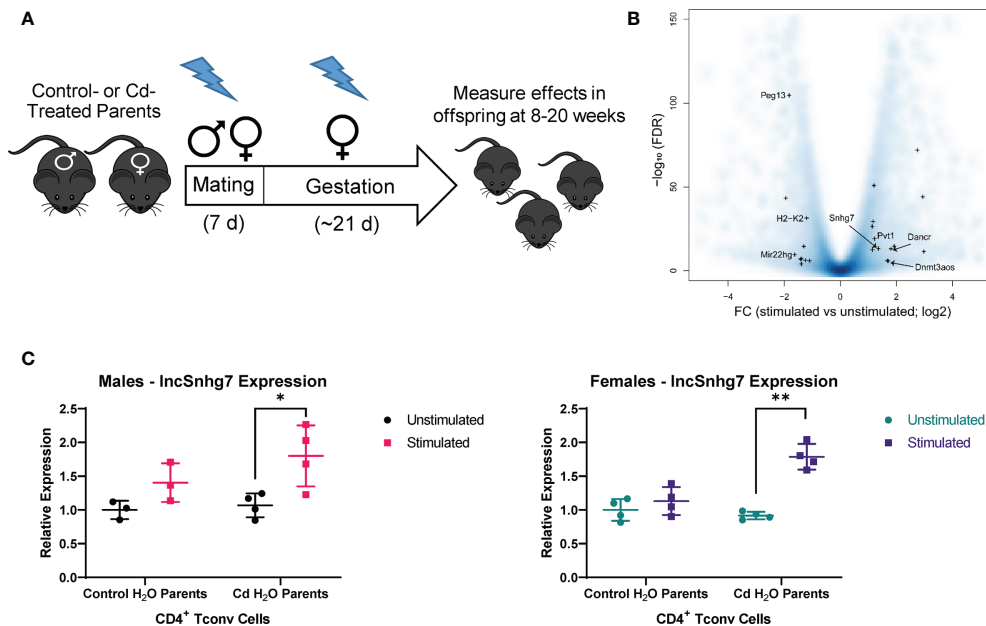 A
Control- or Cd-
Treated Parents
Mating
Gestation
(7 d)
(~21 d)
Measure effects in
offspring at 8-20 weeks
B
−log₁₀ (FDR)
150
100
50
0
Peg13
H2−K2
Mir22hg
Snhg7
Pvt1
Dancr
Dnmt3aos
−4
−2
0
2
4
FC (stimulated vs unstimulated; log2)
C
Males - lncSnhg7 Expression
Relative Expression
2.5
2.0
1.5
1.0
0.5
0.0
*
Unstimulated
Stimulated
Control H₂O Parents
Cd H₂O Parents
CD4⁺ Tconv Cells
Females - lncSnhg7 Expression
Relative Expression
2.5
2.0
1.5
1.0
0.5
0.0
**
Unstimulated
Stimulated
Control H₂O Parents
Cd H₂O Parents
CD4⁺ Tconv Cells